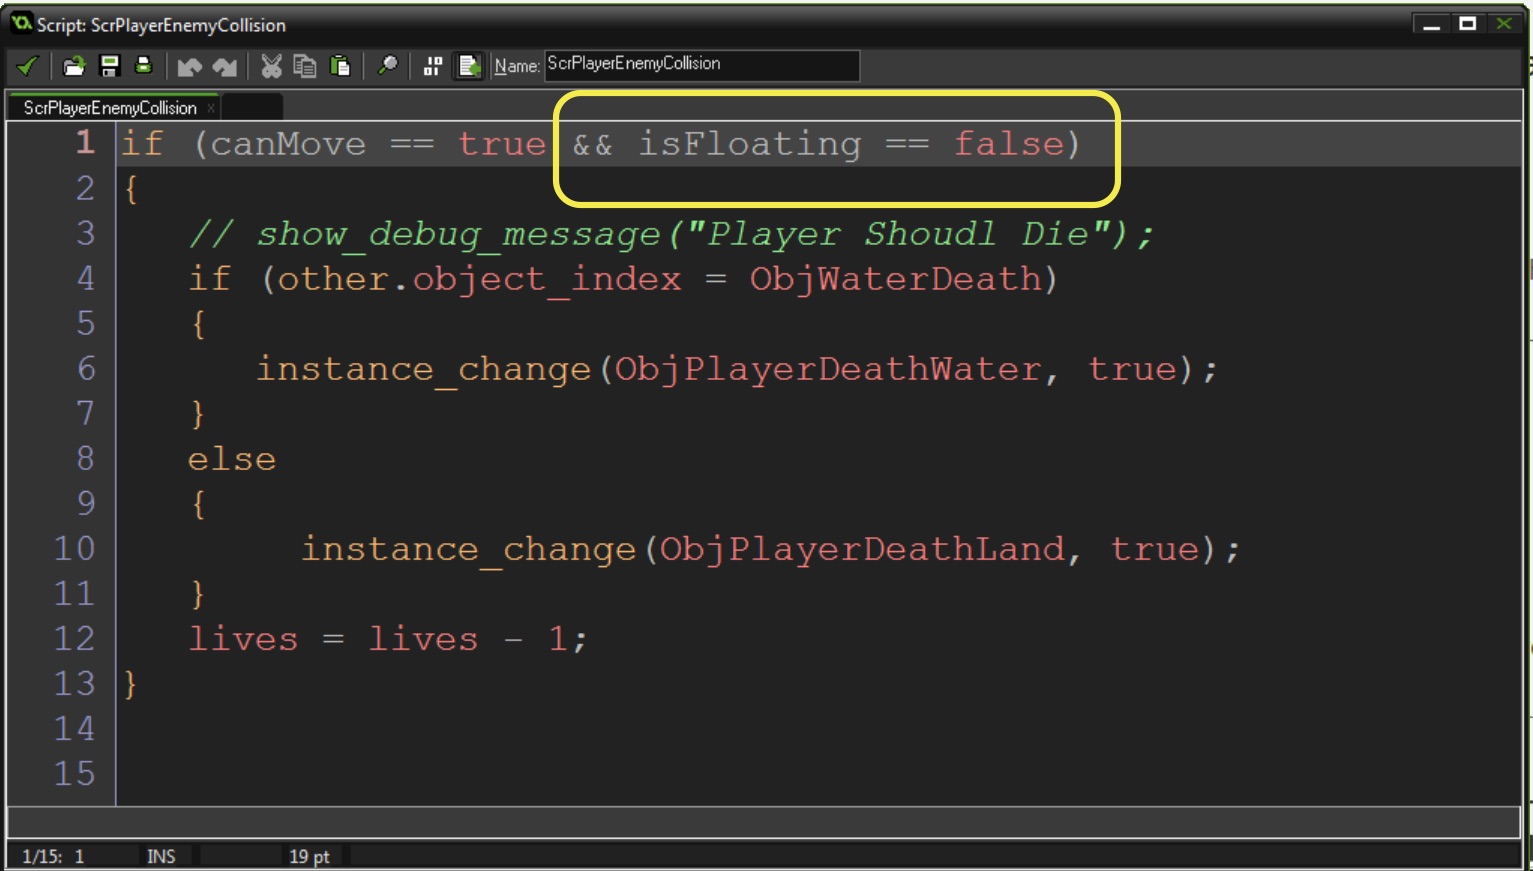 Script: ScrPlayerEnemyCollision
Name: ScrPlayerEnemyCollision
ScrPlayerEnemyCollision x
1 if (canMove == true && isFloating == false)
2 {
3 // show_debug_message("Player Shoudl Die");
4 if (other.object_index = ObjWaterDeath)
5 {
6 instance_change(ObjPlayerDeathWater, true);
7 }
8 else
9 {
10 instance_change(ObjPlayerDeathLand, true);
11 }
12 lives = lives - 1;
13 }
14
15
1/15: 1 INS 19 pt